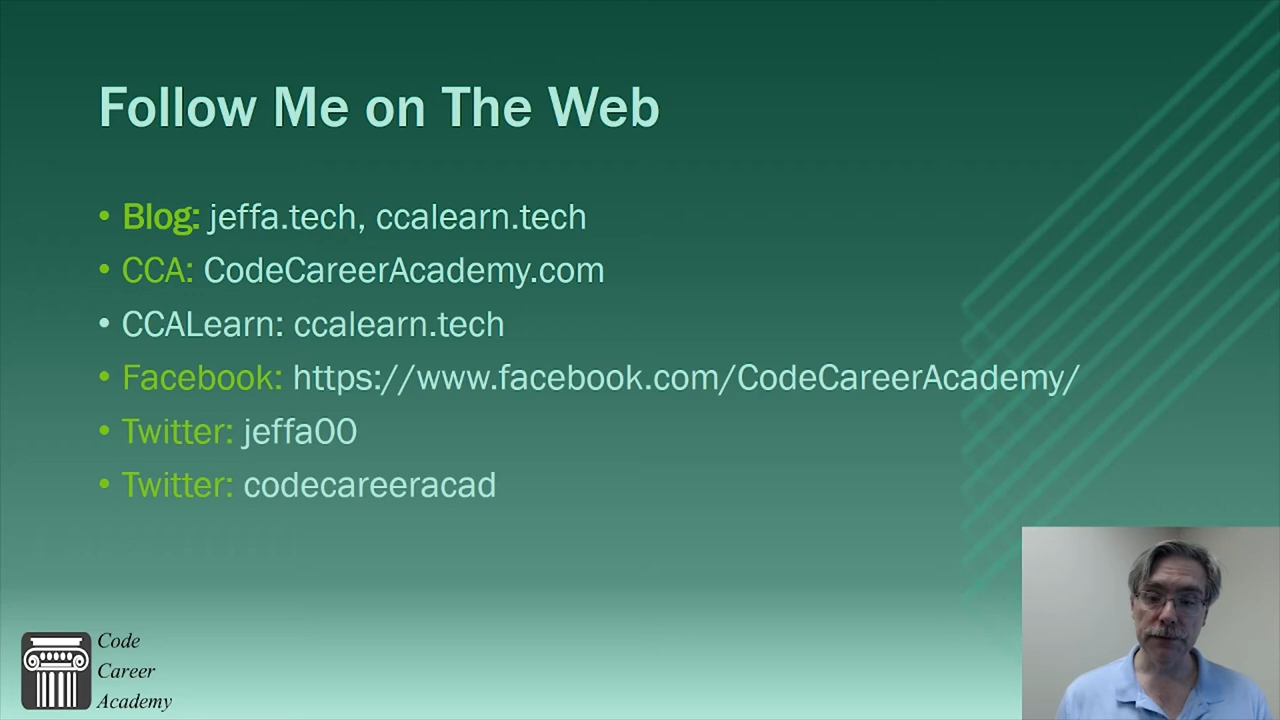 Follow Me on The Web
• Blog: jeffa.tech, ccalearn.tech
• CCA: CodeCareerAcademy.com
• CCALearn: ccalearn.tech
• Facebook: https://www.facebook.com/CodeCareerAcademy/
• Twitter: jeffa00
• Twitter: codecareeracad
Code
Career
Academy